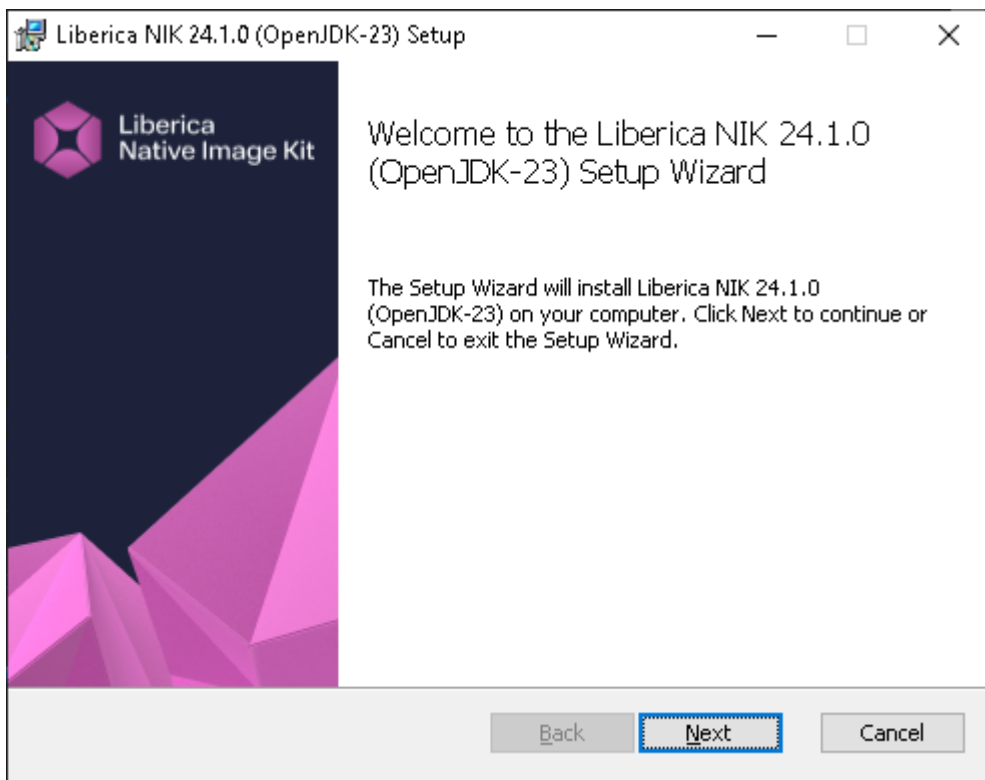 Liberica NIK 24.1.0 (OpenJDK-23) Setup
Liberica
Native Image Kit
Welcome to the Liberica NIK 24.1.0
(OpenJDK-23) Setup Wizard
The Setup Wizard will install Liberica NIK 24.1.0
(OpenJDK-23) on your computer. Click Next to continue or
Cancel to exit the Setup Wizard.
Back
Next
Cancel